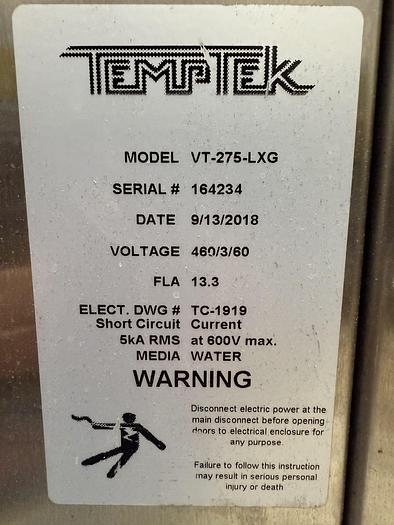 TEMPTEK
MODEL VT-275-LXG
SERIAL # 164234
DATE 9/13/2018
VOLTAGE 460/3/60
FLA 13.3
ELECT. DWG # TC-1919
Short Circuit Current
5kA RMS at 600V max.
MEDIA WATER
WARNING
Disconnect electric power at the
main disconnect before opening
doors to electrical enclosure for
any purpose.
Failure to follow this instruction
may result in serious personal
injury or death